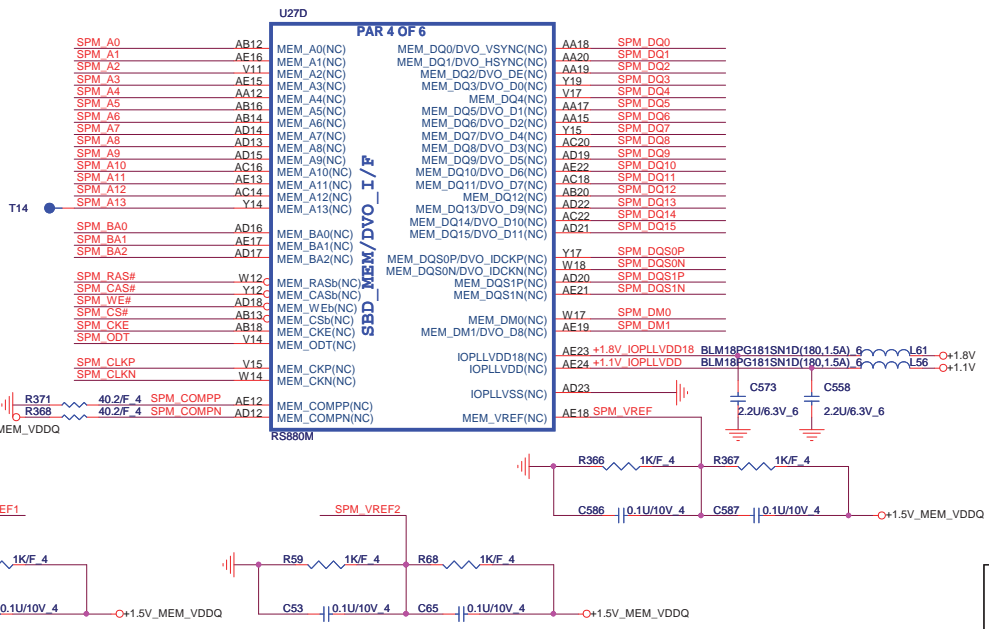 U27D
PAR 4 OF 6
SPM_A0 AB12 MEM_A0(NC) MEM_DQ0/DVO_VSYNC(NC) AA18 SPM_DQ0
SPM_A1 AE16 MEM_A1(NC) MEM_DQ1/DVO_HSYNC(NC) AA20 SPM_DQ1
SPM_A2 V11 MEM_A2(NC) MEM_DQ2/DVO_DE(NC) AA19 SPM_DQ2
SPM_A3 AE15 MEM_A3(NC) MEM_DQ3/DVO_D0(NC) Y19 SPM_DQ3
SPM_A4 AA12 MEM_A4(NC) MEM_DQ4(NC) V17 SPM_DQ4
SPM_A5 AB16 MEM_A5(NC) MEM_DQ5/DVO_D1(NC) AA17 SPM_DQ5
SPM_A6 AB14 MEM_A6(NC) MEM_DQ6/DVO_D2(NC) AA15 SPM_DQ6
SPM_A7 AD14 MEM_A7(NC) MEM_DQ7/DVO_D4(NC) Y15 SPM_DQ7
SPM_A8 AD13 MEM_A8(NC) MEM_DQ8/DVO_D3(NC) AC20 SPM_DQ8
SPM_A9 AD15 MEM_A9(NC) MEM_DQ9/DVO_D5(NC) AD19 SPM_DQ9
SPM_A10 AC16 MEM_A10(NC) MEM_DQ10/DVO_D6(NC) AE22 SPM_DQ10
SPM_A11 AE13 MEM_A11(NC) MEM_DQ11/DVO_D7(NC) AC18 SPM_DQ11
SPM_A12 AC14 MEM_A12(NC) MEM_DQ12(NC) AB20 SPM_DQ12
T14 SPM_A13 Y14 MEM_A13(NC) MEM_DQ13/DVO_D9(NC) AD22 SPM_DQ13
MEM_DQ14/DVO_D10(NC) AC22 SPM_DQ14
SPM_BA0 AD16 MEM_BA0(NC) MEM_DQ15/DVO_D11(NC) AD21 SPM_DQ15
SPM_BA1 AE17 MEM_BA1(NC)
SPM_BA2 AD17 MEM_BA2(NC) MEM_DQS0P/DVO_IDCKP(NC) Y17 SPM_DQS0P
MEM_DQS0N/DVO_IDCKN(NC) W18 SPM_DQS0N
SPM_RAS# W12 MEM_RASb(NC) MEM_DQS1P(NC) AD20 SPM_DQS1P
SPM_CAS# Y12 MEM_CASb(NC) MEM_DQS1N(NC) AE21 SPM_DQS1N
SPM_WE# AD18 MEM_WEb(NC)
SPM_CS# AB13 MEM_CSb(NC) MEM_DM0(NC) W17 SPM_DM0
SPM_CKE AB18 MEM_CKE(NC) MEM_DM1/DVO_D8(NC) AE19 SPM_DM1
SPM_ODT V14 MEM_ODT(NC)
SBD_MEM/DVO_I/F
IOPLLVDD18(NC) AE23 +1.8V_IOPLLVDD18 BLM18PG181SN1D(180,1.5A)_6 L61 +1.8V
SPM_CLKP V15 MEM_CKP(NC) IOPLLVDD(NC) AE24 +1.1V_IOPLLVDD BLM18PG181SN1D(180,1.5A)_6 L56 +1.1V
SPM_CLKN W14 MEM_CKN(NC)
IOPLLVSS(NC) AD23 C573 C558
R371 40.2/F_4 SPM_COMPP AE12 MEM_COMPP(NC)
R368 40.2/F_4 SPM_COMPN AD12 MEM_COMPN(NC) MEM_VREF(NC) AE18 SPM_VREF 2.2U/6.3V_6 2.2U/6.3V_6
MEM_VDDQ
RS880M
R366 1K/F_4 R367 1K/F_4
C586 0.1U/10V_4 C587 0.1U/10V_4 +1.5V_MEM_VDDQ
EF1 SPM_VREF2
1K/F_4 R59 1K/F_4 R68 1K/F_4
0.1U/10V_4 +1.5V_MEM_VDDQ C53 0.1U/10V_4 C65 0.1U/10V_4 +1.5V_MEM_VDDQ